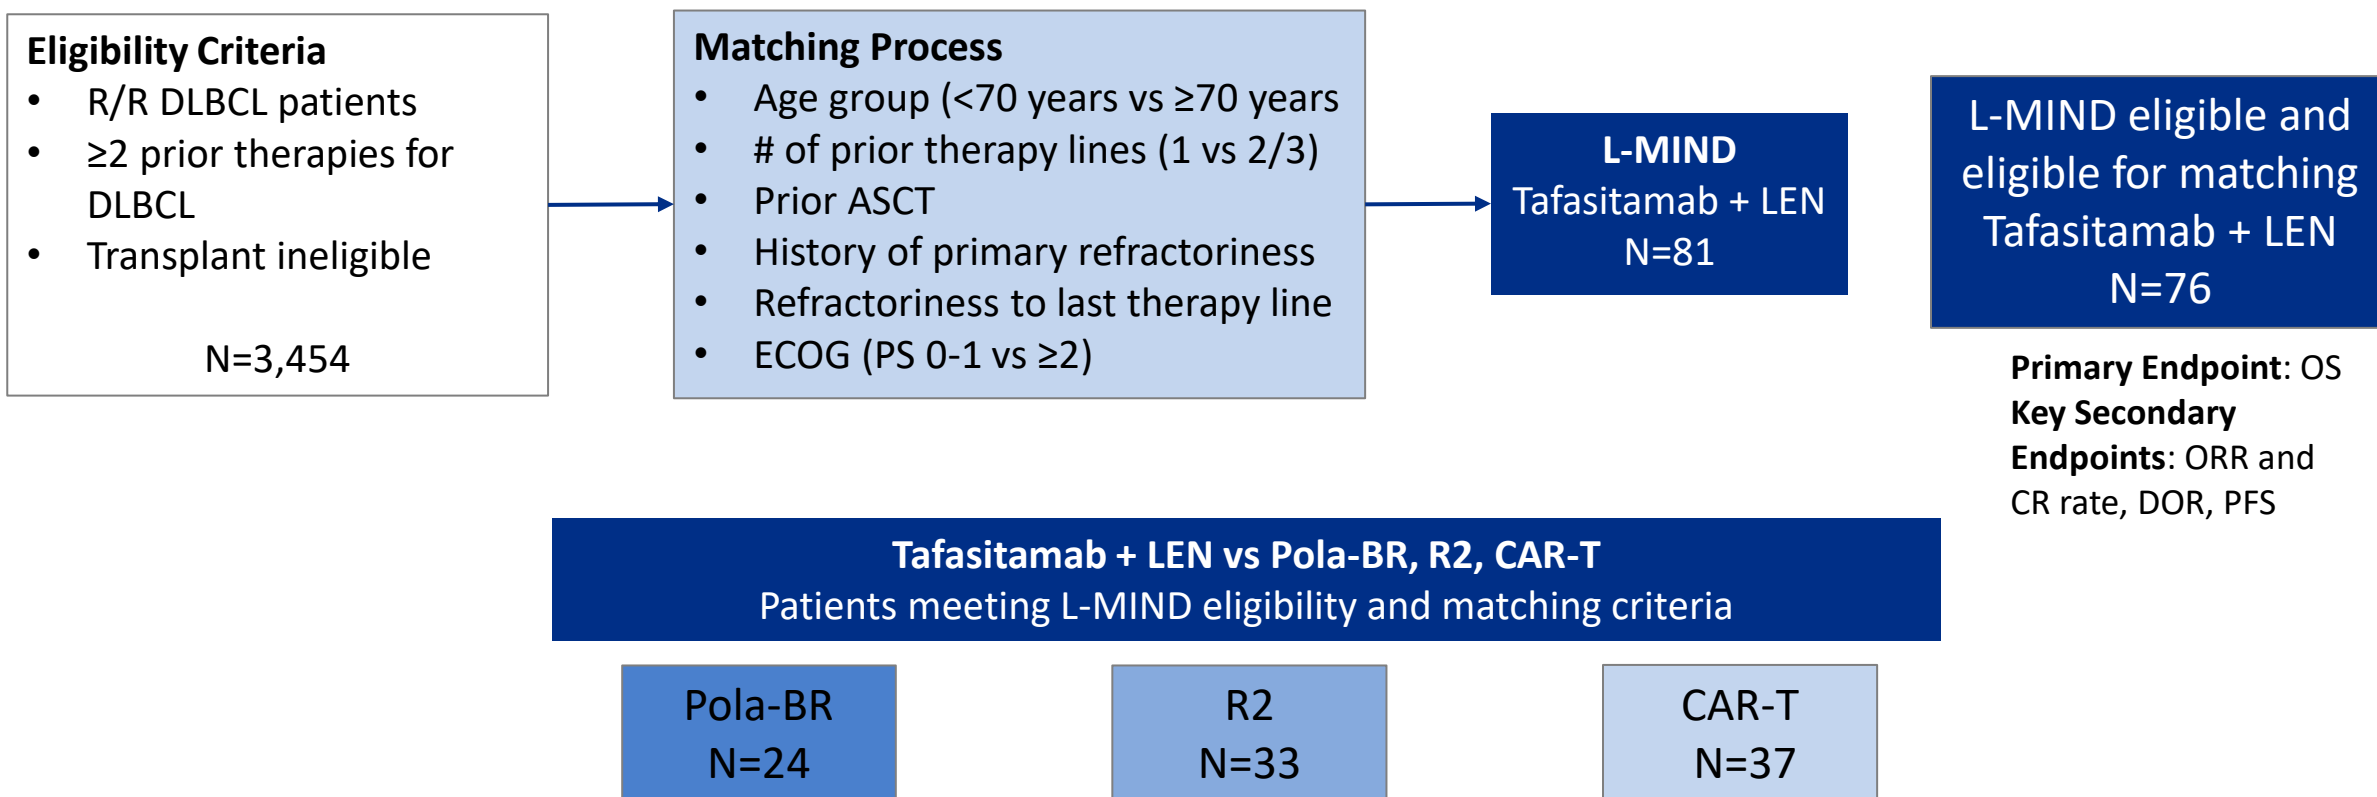 Eligibility Criteria
• R/R DLBCL patients
• ≥2 prior therapies for
DLBCL
• Transplant ineligible
N=3,454
Matching Process
• Age group (<70 years vs ≥70 years
• # of prior therapy lines (1 vs 2/3)
• Prior ASCT
• History of primary refractoriness
• Refractoriness to last therapy line
• ECOG (PS 0-1 vs ≥2)
L-MIND
Tafasitamab + LEN
N=81
L-MIND eligible and
eligible for matching
Tafasitamab + LEN
N=76
Primary Endpoint: OS
Key Secondary
Endpoints: ORR and
CR rate, DOR, PFS
Tafasitamab + LEN vs Pola-BR, R2, CAR-T
Patients meeting L-MIND eligibility and matching criteria
Pola-BR
N=24
R2
N=33
CAR-T
N=37